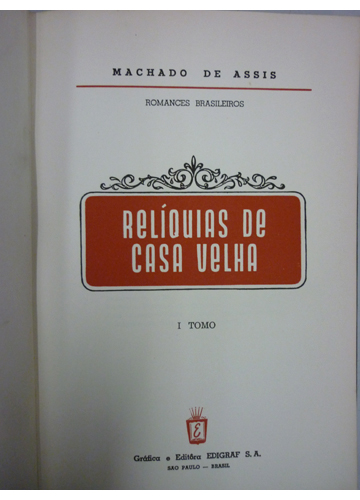 MACHADO DE ASSIS
ROMANCES BRASILEIROS
RELÍQUIAS DE
CASA VELHA
I TOMO
E
Gráfica e Editôra EDIGRAF S. A.
SÃO PAULO — BRASIL